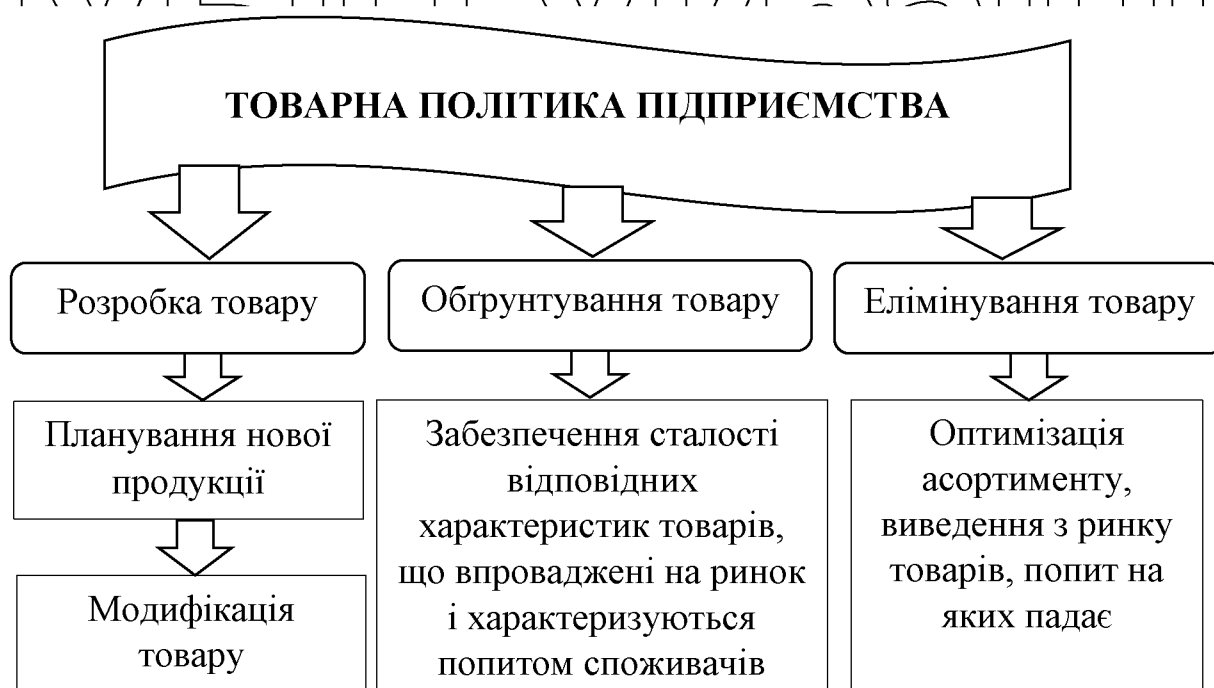 ТОВАРНА ПОЛІТИКА ПІДПРИЄМСТВА
Розробка товару
Обґрунтування товару
Елімінування товару
Планування нової
продукції
Модифікація
товару
Забезпечення сталості
відповідних
характеристик товарів,
що впроваджені на ринок
і характеризуються
попитом споживачів
Оптимізація
асортименту,
виведення з ринку
товарів, попит на
яких падає